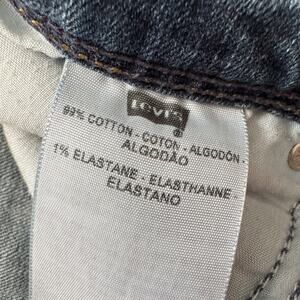 Levi's
®
99% COTTON - COTON - ALGODÓN -
ALGODÃO
1% ELASTANE - ELASTHANNE -
ELASTANO